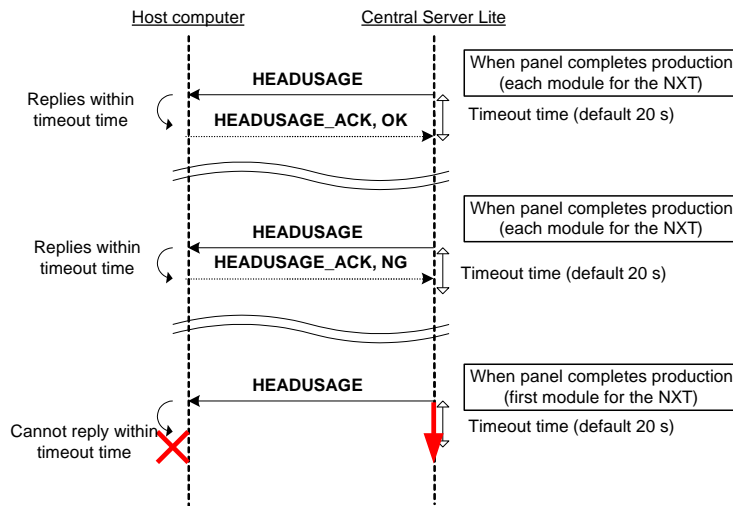 Host computer
Central Server Lite
HEADUSAGE
When panel completes production
(each module for the NXT)
Replies within
timeout time
HEADUSAGE_ACK, OK
Timeout time (default 20 s)
HEADUSAGE
When panel completes production
(each module for the NXT)
Replies within
timeout time
HEADUSAGE_ACK, NG
Timeout time (default 20 s)
HEADUSAGE
When panel completes production
(first module for the NXT)
Cannot reply within
timeout time
Timeout time (default 20 s)